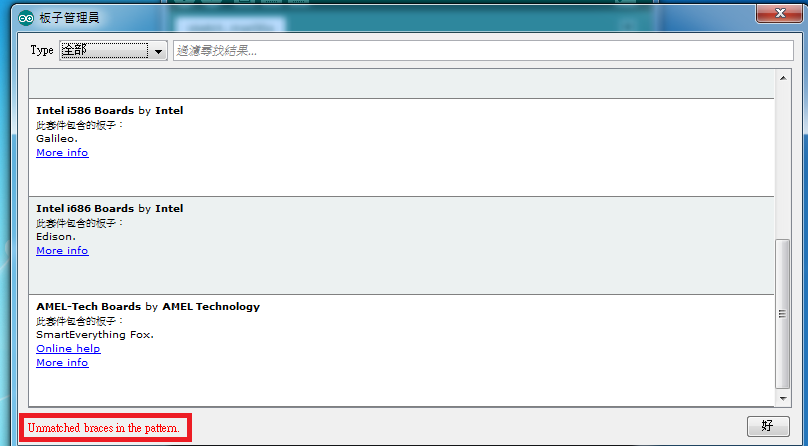 板子管理員
Type 全部 過濾尋找結果...
Intel i586 Boards by Intel
此套件包含的板子：
Galileo.
More info
Intel i686 Boards by Intel
此套件包含的板子：
Edison.
More info
AMEL-Tech Boards by AMEL Technology
此套件包含的板子：
SmartEverything Fox.
Online help
More info
Unmatched braces in the pattern.
好